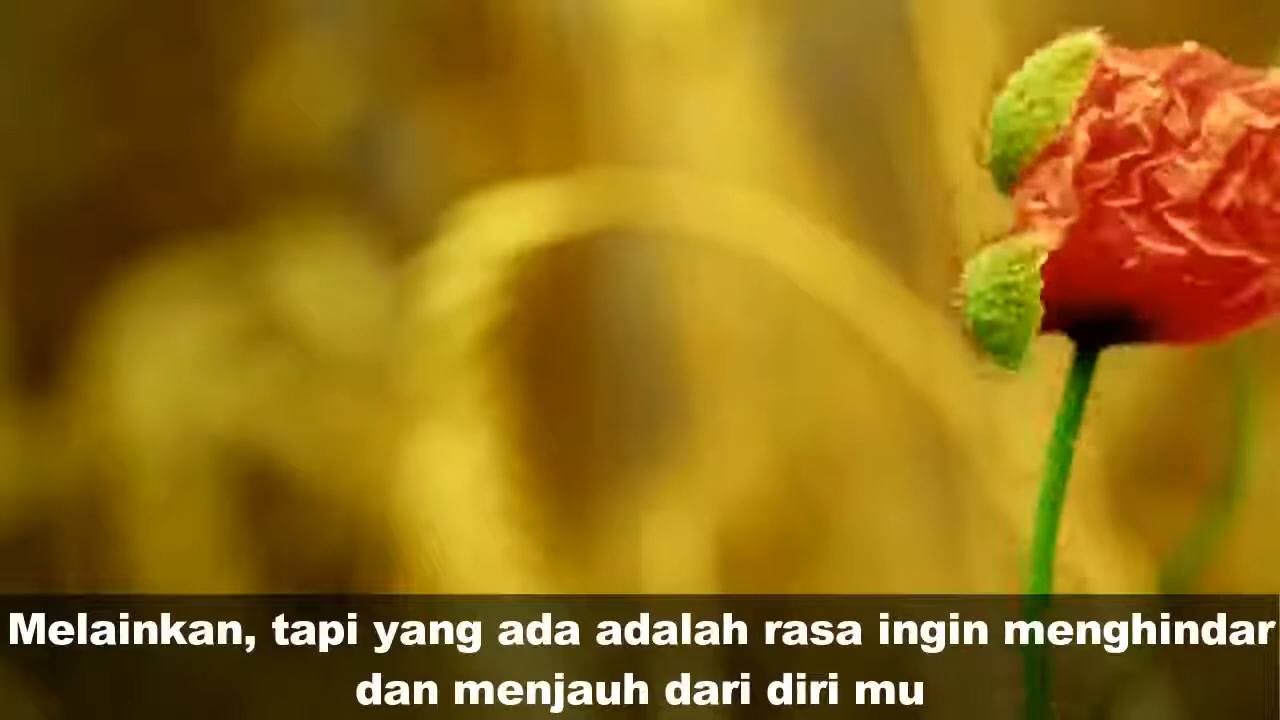 Melainkan, tapi yang ada adalah rasa ingin menghindar
dan menjauh dari diri mu